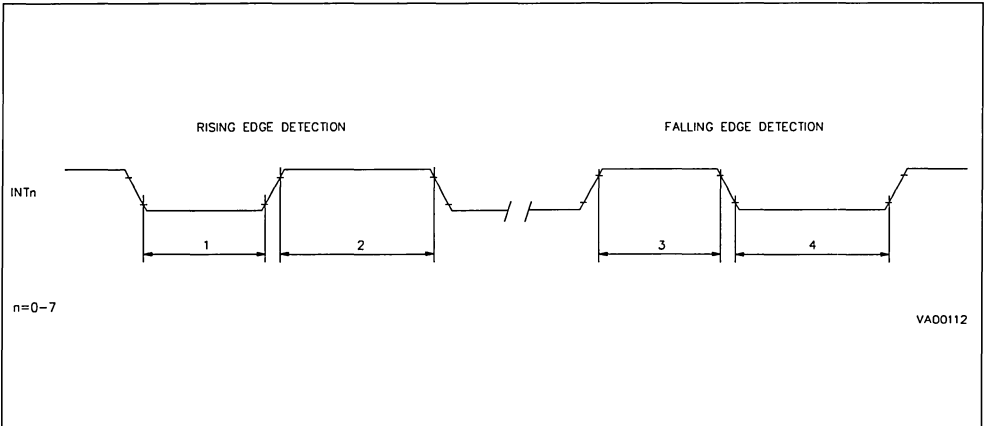 RISING EDGE DETECTION
FALLING EDGE DETECTION
INTn
1
2
3
4
n=0-7
VA00112